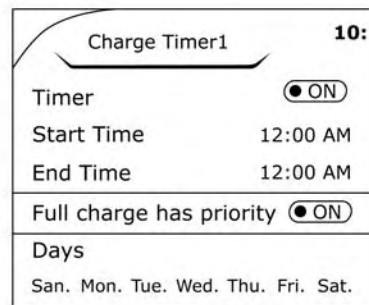 Charge Timer1 10:
Timer ON
Start Time 12:00 AM
End Time 12:00 AM
Full charge has priority ON
Days
San. Mon. Tue. Wed. Thu. Fri. Sat.